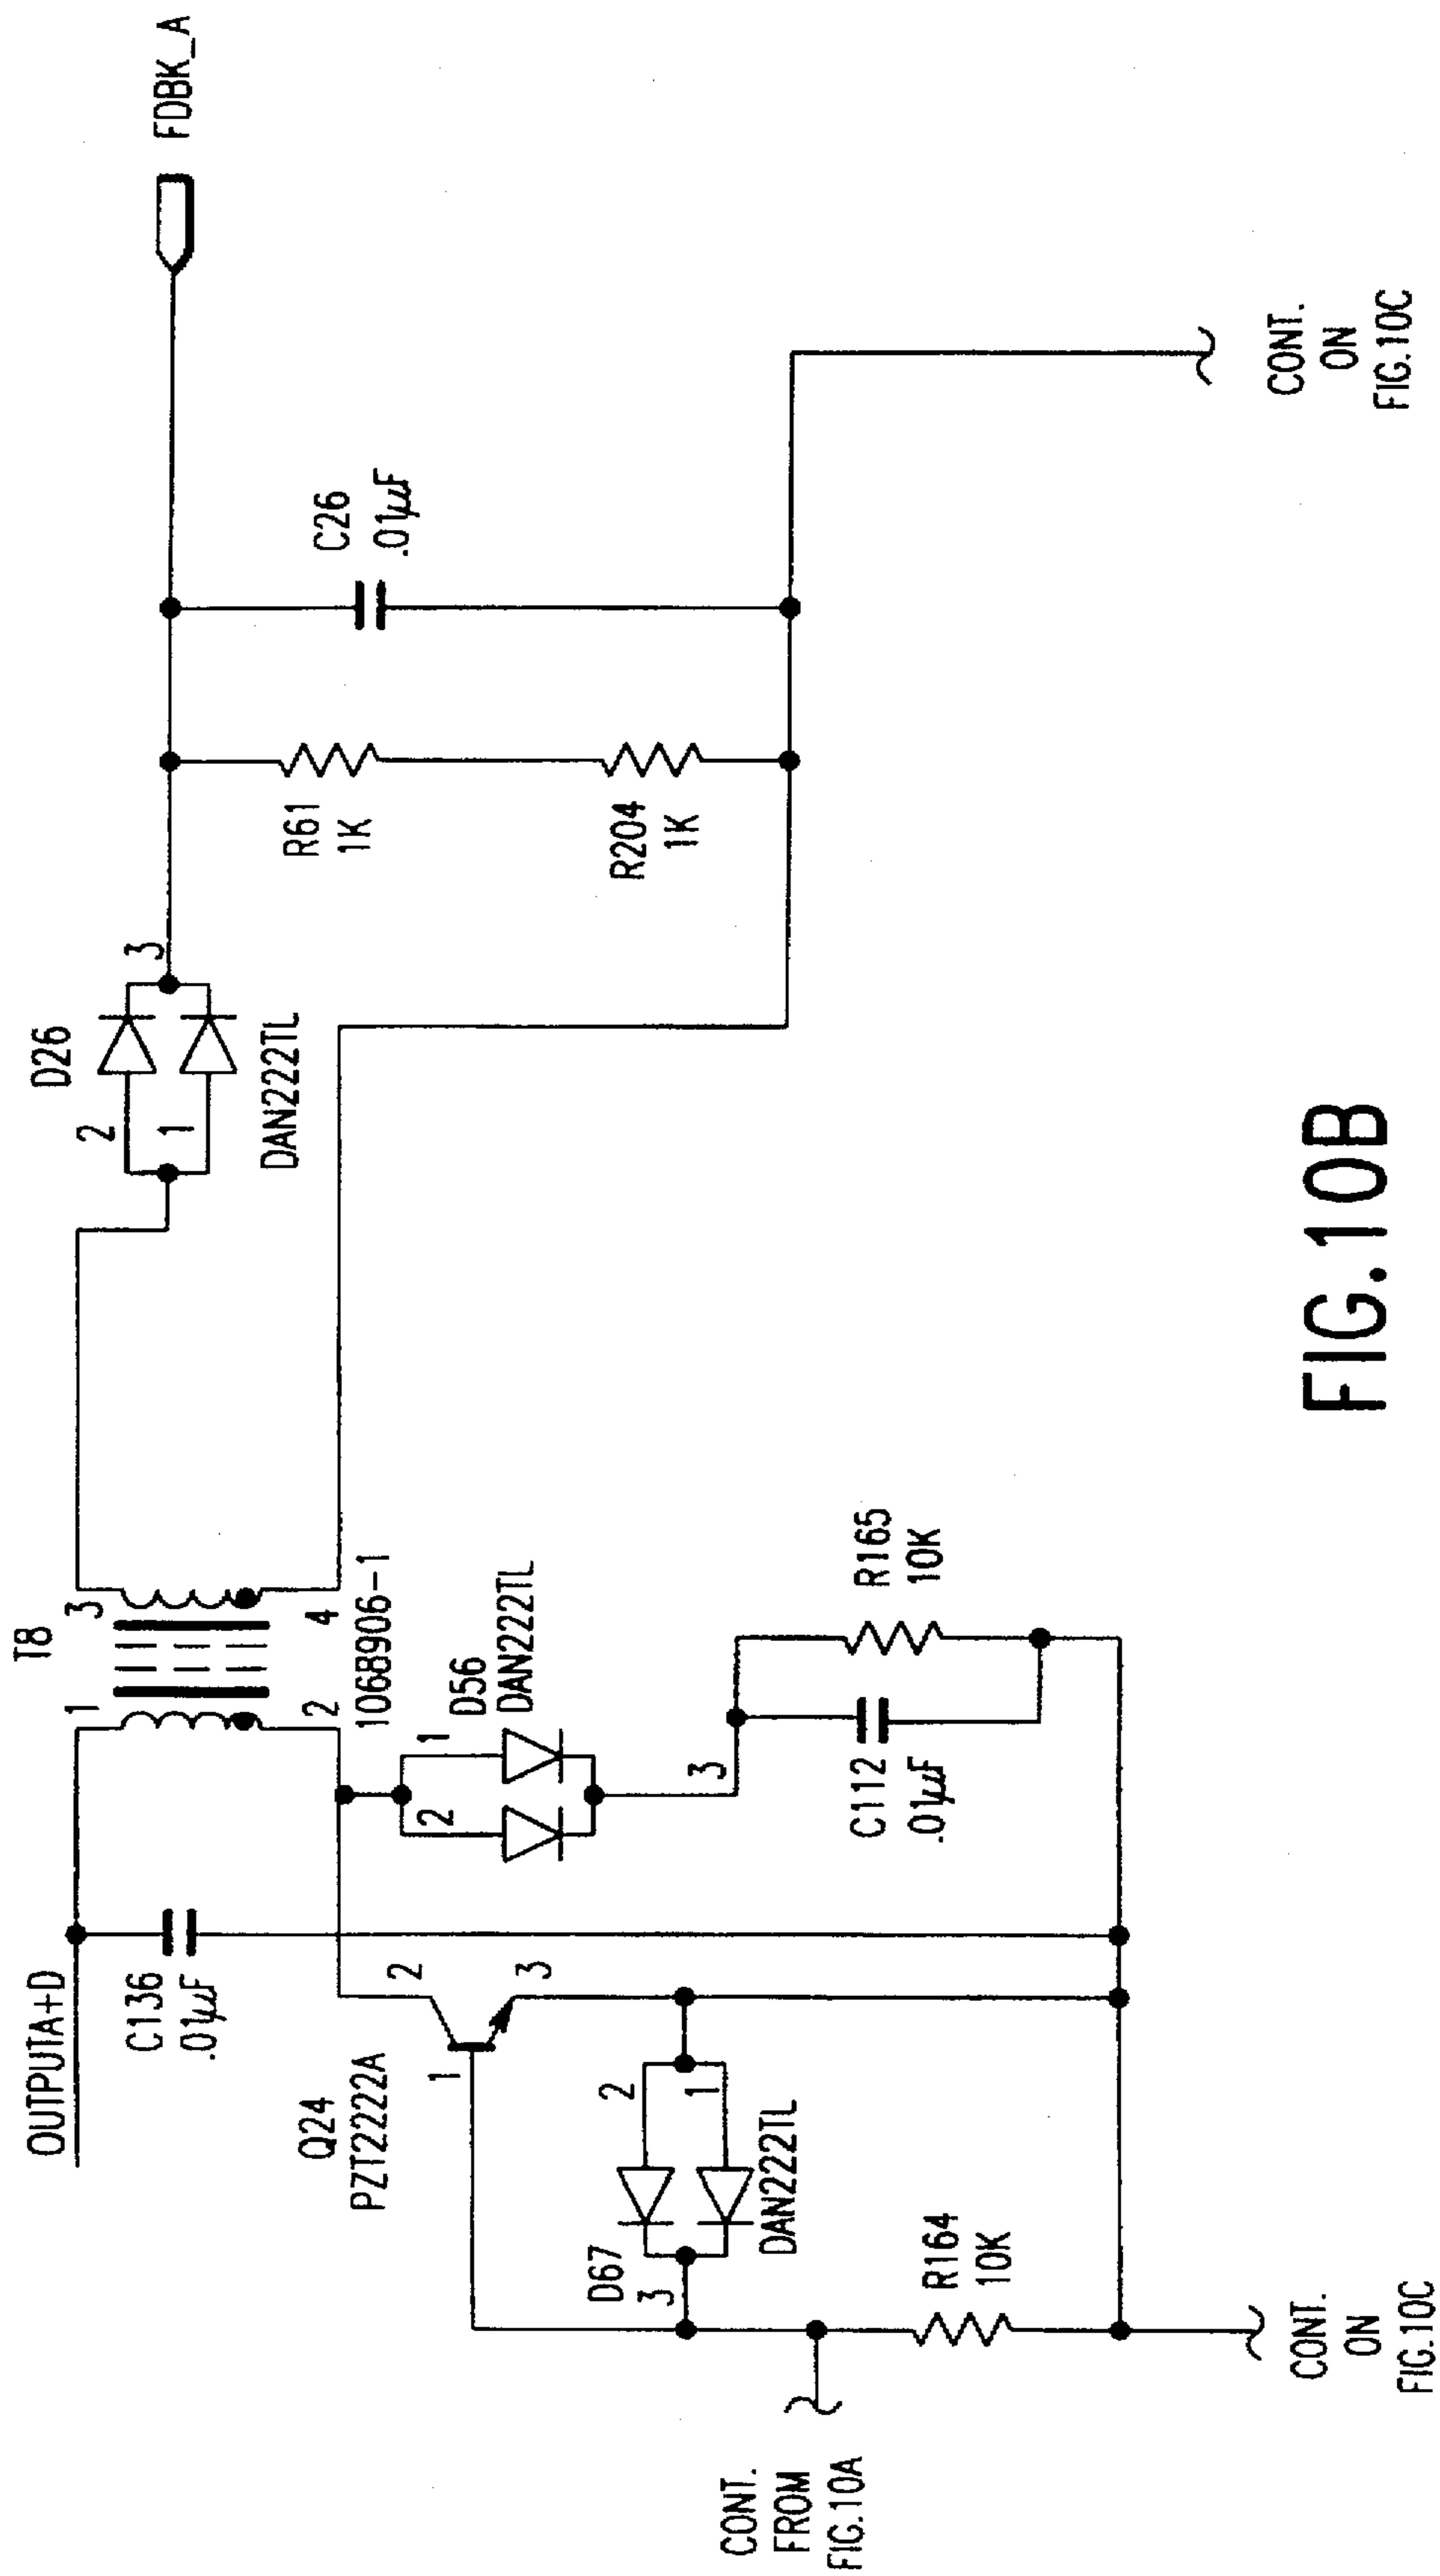 OUTPUTA+D
C136
.01µF
T8
1
3
2
4
1068906-1
D26
2
1
3
DAN222TL
FDBK_A
Q24
PZT2222A
1
2
3
D56
DAN222TL
2
1
3
C112
.01µF
R165
10K
R61
1K
R204
1K
C26
.01µF
D67
2
1
3
DAN222TL
R164
10K
CONT.
FROM
FIG.10A
CONT.
ON
FIG.10C
CONT.
ON
FIG.10C
FIG.10B